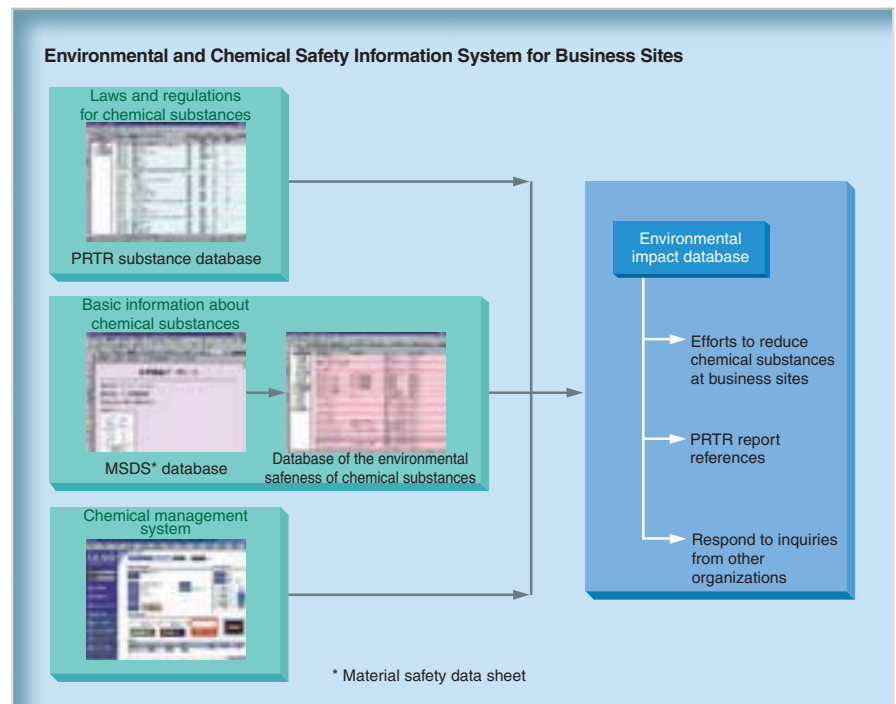 Environmental and Chemical Safety Information System for Business Sites
Laws and regulations
for chemical substances
PRTR substance database
Basic information about
chemical substances
MSDS* database
Database of the environmental
safeness of chemical substances
Chemical management
system
Environmental
impact database
Efforts to reduce
chemical substances
at business sites
PRTR report
references
Respond to inquiries
from other
organizations
* Material safety data sheet